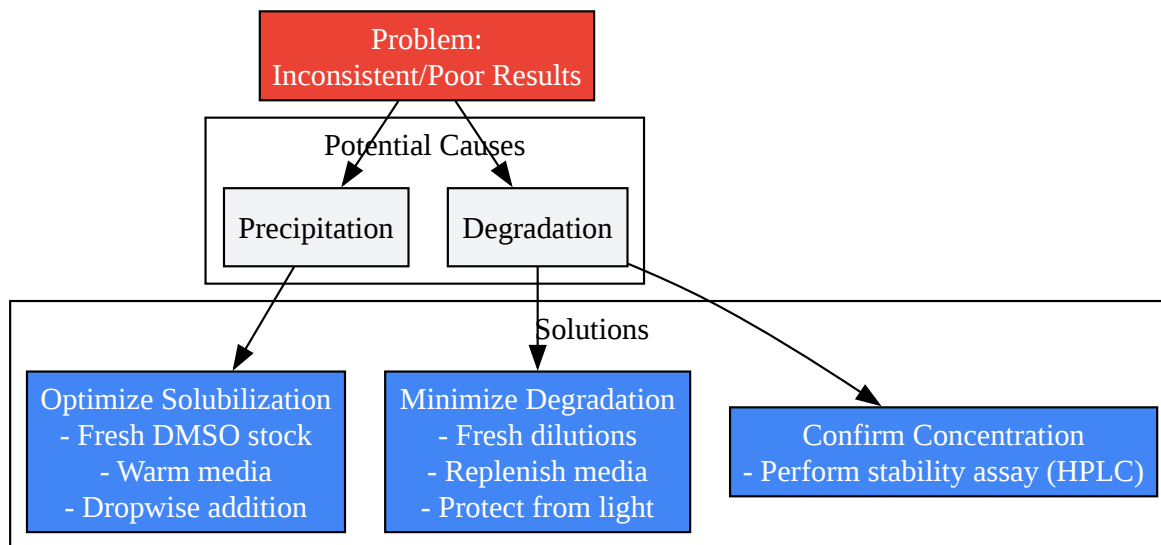 Problem:
Inconsistent/Poor Results
Potential Causes
Precipitation
Degradation
Solutions
Optimize Solubilization
- Fresh DMSO stock
- Warm media
- Dropwise addition
Minimize Degradation
- Fresh dilutions
- Replenish media
- Protect from light
Confirm Concentration
- Perform stability assay (HPLC)